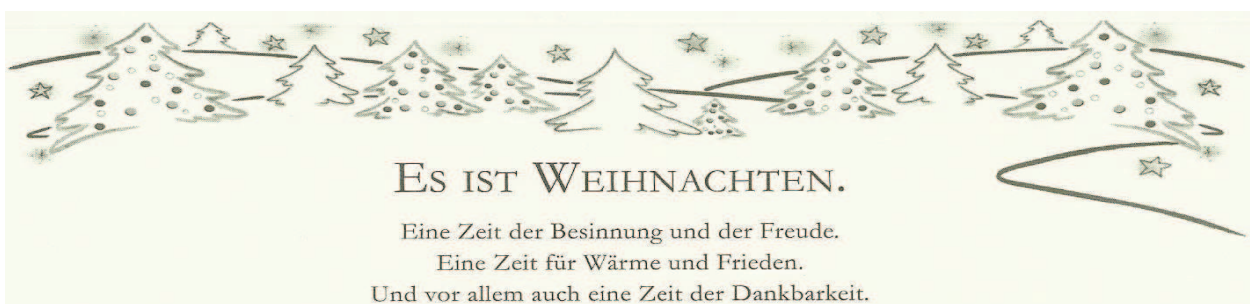 ES IST WEIHNACHTEN.
Eine Zeit der Besinnung und der Freude.
Eine Zeit für Wärme und Frieden.
Und vor allem auch eine Zeit der Dankbarkeit.